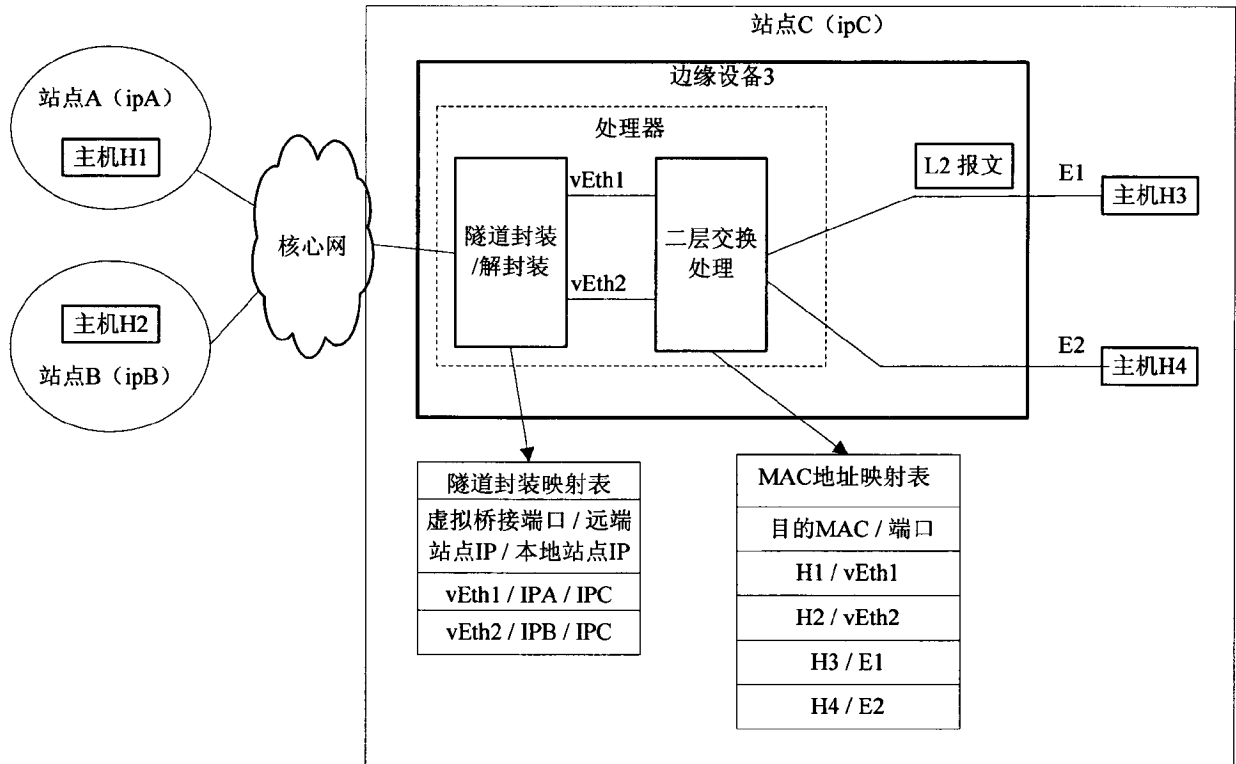 站点C（ipC）
边缘设备3
处理器
站点A（ipA）
主机H1
核心网
主机H2
站点B（ipB）
隧道封装
/解封装
vEth1
vEth2
二层交换
处理
L2 报文
E1
主机H3
E2
主机H4
隧道封装映射表
虚拟桥接端口 / 远端
站点IP / 本地站点IP
vEth1 / IPA / IPC
vEth2 / IPB / IPC
MAC地址映射表
目的MAC / 端口
H1 / vEth1
H2 / vEth2
H3 / E1
H4 / E2